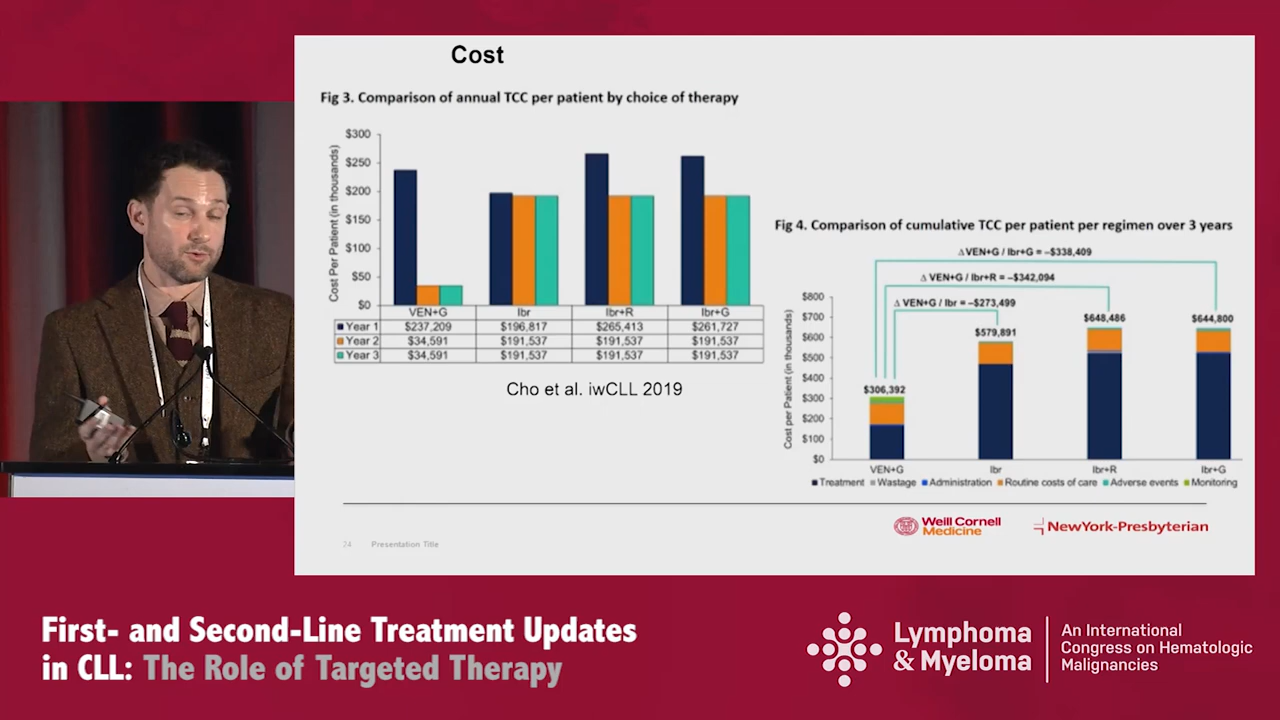 Cost
Fig 3. Comparison of annual TCC per patient by choice of therapy
Cost Per Patient (in thousands)
$300
$250
$200
$150
$100
$50
$0
VEN+G Ibr Ibr+R Ibr+G
Year 1 $237,209 $196,817 $265,413 $261,727
Year 2 $34,591 $191,537 $191,537 $191,537
Year 3 $34,591 $191,537 $191,537 $191,537
Cho et al. iwCLL 2019
Fig 4. Comparison of cumulative TCC per patient per regimen over 3 years
Δ VEN+G / Ibr+G = –$338,409
Δ VEN+G / Ibr+R = –$342,094
Δ VEN+G / Ibr = –$273,499
Cost per Patient (in thousands)
$800
$700
$600
$500
$400
$300
$200
$100
$0
$306,392
$579,891
$648,486
$644,800
VEN+G Ibr Ibr+R Ibr+G
Treatment Wastage Administration Routine costs of care Adverse events Monitoring
Weill Cornell
Medicine
NewYork-Presbyterian
24 Presentation Title
First- and Second-Line Treatment Updates
in CLL: The Role of Targeted Therapy
Lymphoma
& Myeloma
An International
Congress on Hematologic
Malignancies